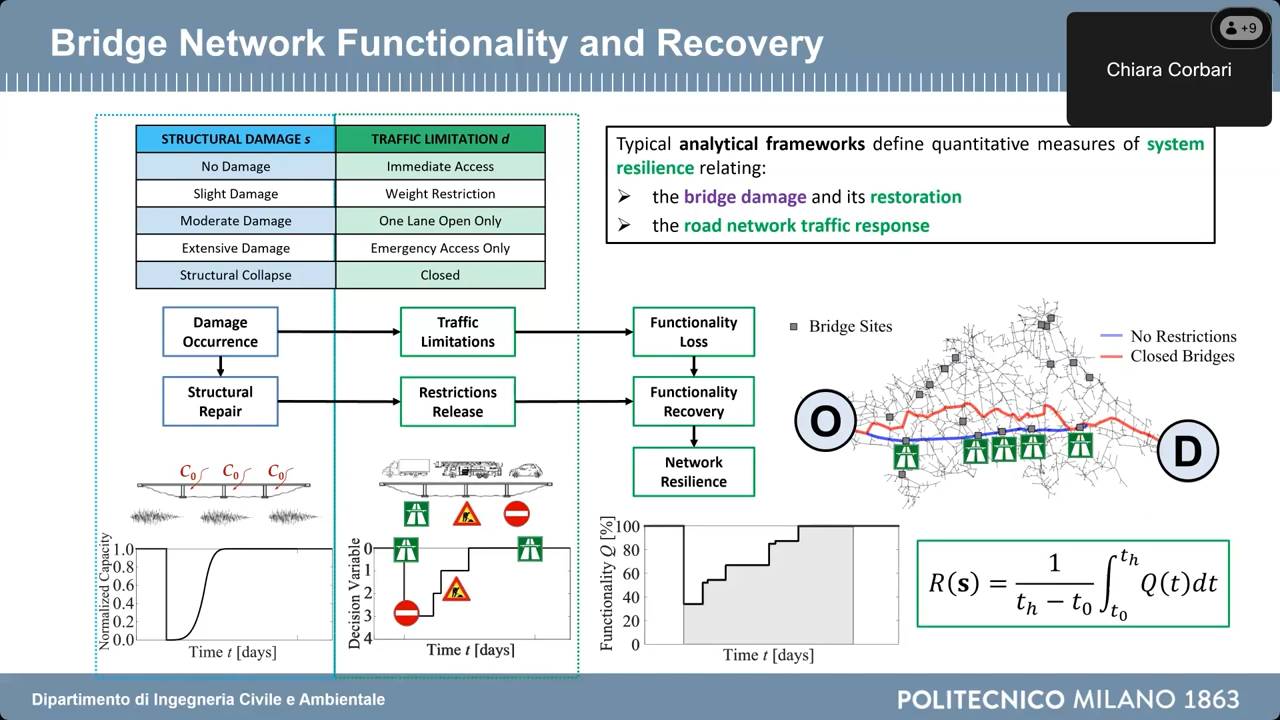 Bridge Network Functionality and Recovery
+9
Chiara Corbari
STRUCTURAL DAMAGE s TRAFFIC LIMITATION d
No Damage Immediate Access
Slight Damage Weight Restriction
Moderate Damage One Lane Open Only
Extensive Damage Emergency Access Only
Structural Collapse Closed
Typical analytical frameworks define quantitative measures of system
resilience relating:
➢ the bridge damage and its restoration
➢ the road network traffic response
Damage
Occurrence
Traffic
Limitations
Functionality
Loss
Structural
Repair
Restrictions
Release
Functionality
Recovery
Network
Resilience
Bridge Sites
No Restrictions
Closed Bridges
O
D
C₀ C₀ C₀
Normalized Capacity
1.0
0.8
0.6
0.4
0.2
0.0
Time t [days]
Decision Variable
0
1
2
3
4
Time t [days]
Functionality Q [%]
100
80
60
40
20
0
Time t [days]
R(s) = 1/(tₕ − t₀) ∫ₜ₀^tₕ Q(t)dt
Dipartimento di Ingegneria Civile e Ambientale
POLITECNICO MILANO 1863